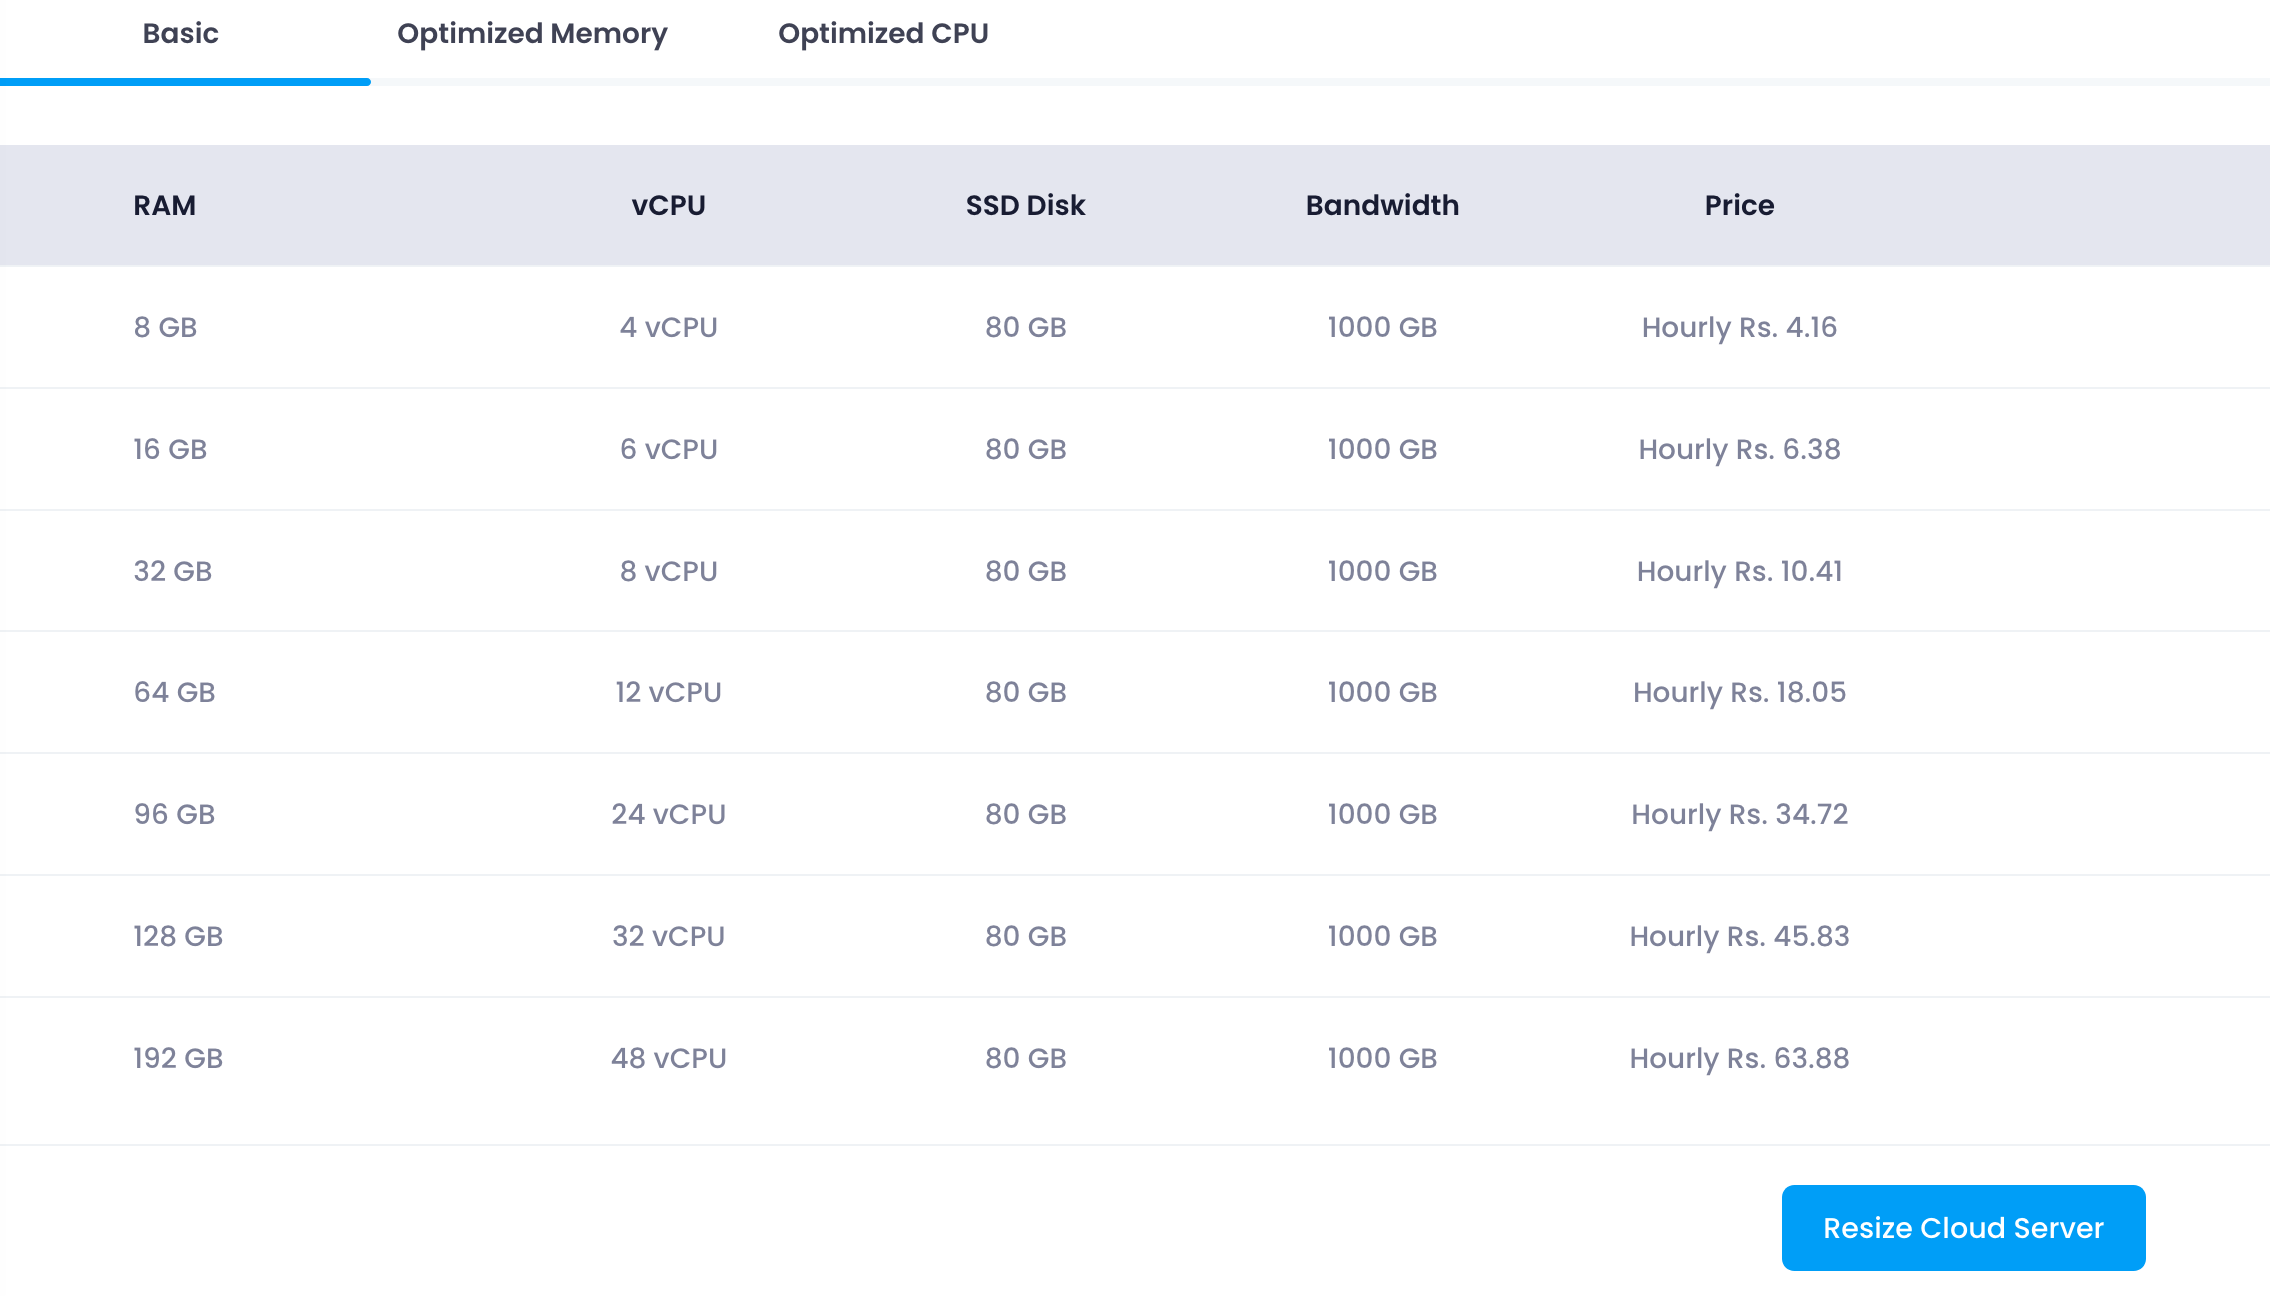 Basic Optimized Memory Optimized CPU
RAM vCPU SSD Disk Bandwidth Price
8 GB 4 vCPU 80 GB 1000 GB Hourly Rs. 4.16
16 GB 6 vCPU 80 GB 1000 GB Hourly Rs. 6.38
32 GB 8 vCPU 80 GB 1000 GB Hourly Rs. 10.41
64 GB 12 vCPU 80 GB 1000 GB Hourly Rs. 18.05
96 GB 24 vCPU 80 GB 1000 GB Hourly Rs. 34.72
128 GB 32 vCPU 80 GB 1000 GB Hourly Rs. 45.83
192 GB 48 vCPU 80 GB 1000 GB Hourly Rs. 63.88
Resize Cloud Server